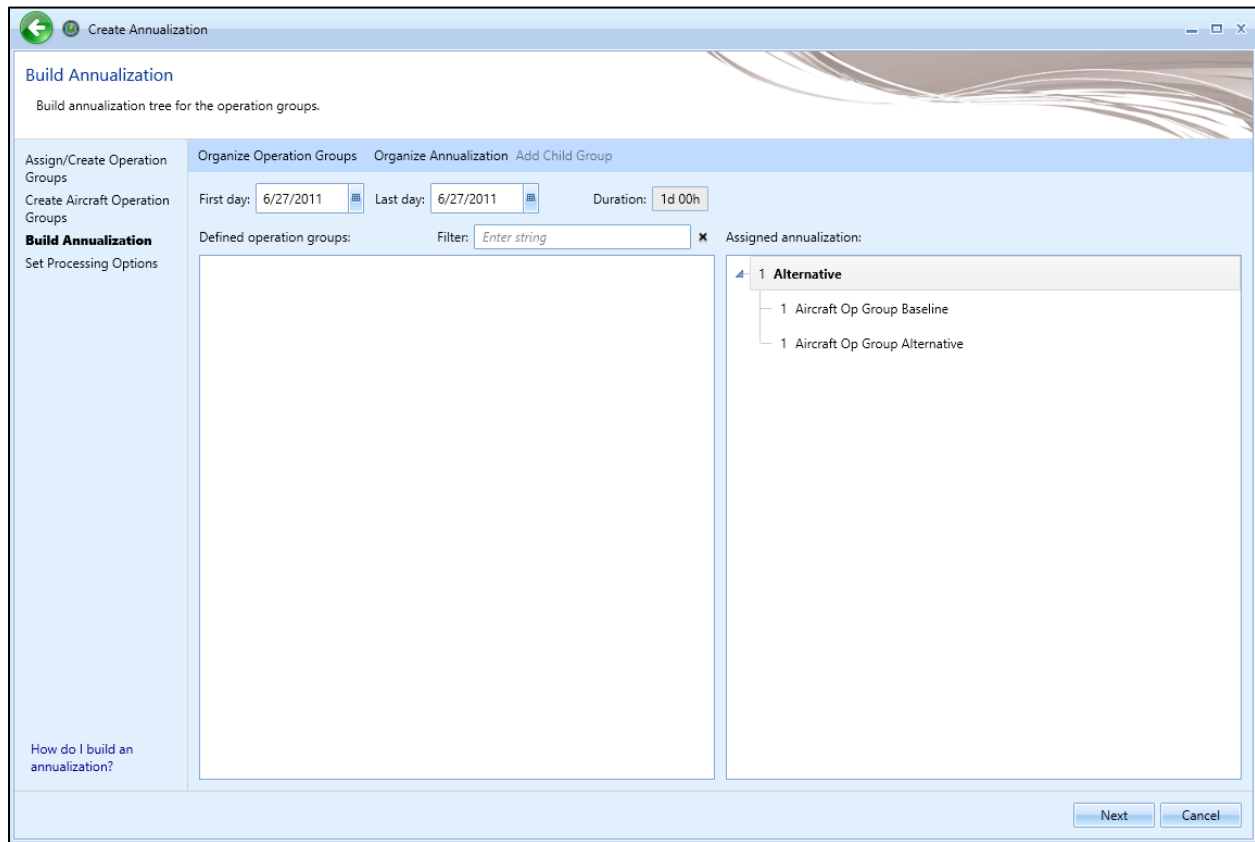 Create Annualization
Build Annualization
Build annualization tree for the operation groups.
Assign/Create Operation
Groups
Create Aircraft Operation
Groups
Build Annualization
Set Processing Options
How do I build an
annualization?
Organize Operation Groups Organize Annualization Add Child Group
First day: 6/27/2011 Last day: 6/27/2011 Duration: 1d 00h
Defined operation groups: Filter: Enter string Assigned annualization:
1 Alternative
1 Aircraft Op Group Baseline
1 Aircraft Op Group Alternative
Next Cancel